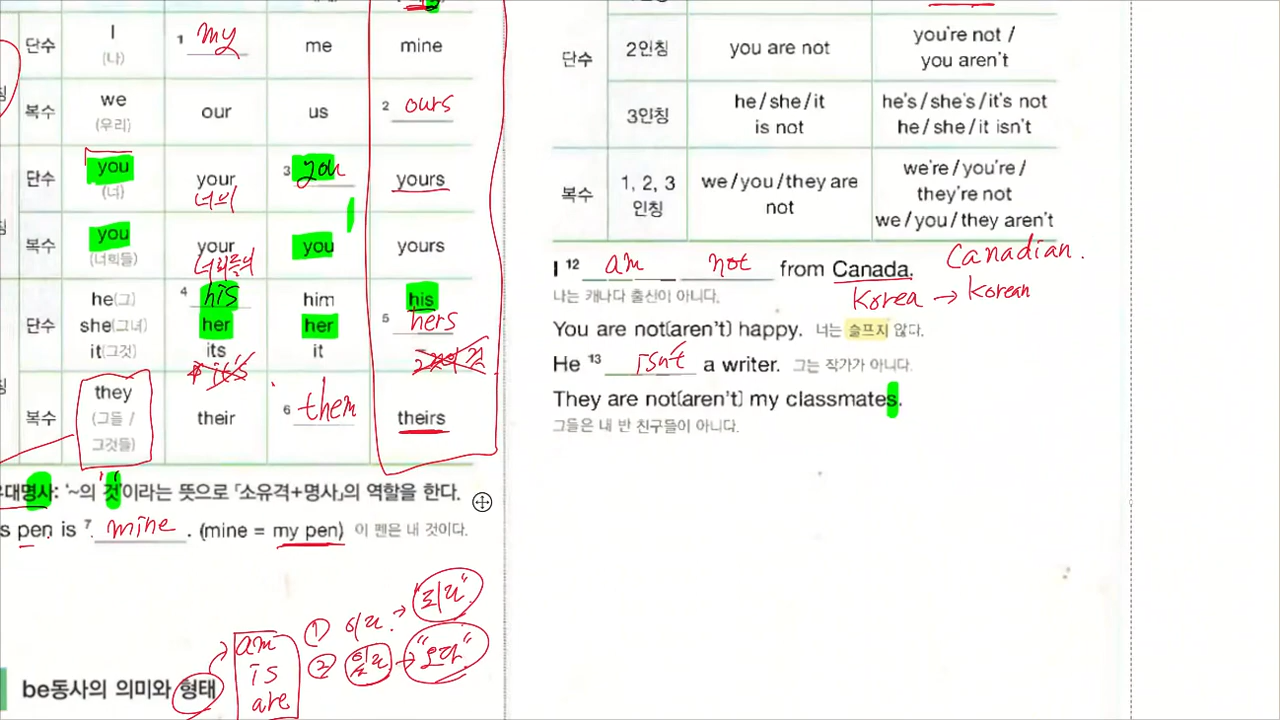 단수 I (나) 1 my me mine
복수 we (우리) our us 2 ours
단수 you (너) your 너의 3 you yours
복수 you (너희들) your 너희들의 you yours
단수 he(그) 4 his him his
she(그녀) her her 5 hers
it(그것) its it
it's
복수 they (그들 / 그것들) their 6 them theirs
유대명사: '~의 것'이라는 뜻으로 「소유격+명사」의 역할을 한다.
s pen is 7 mine . (mine = my pen) 이 펜은 내 것이다.
am ① 이다.
is ② 있다
are
be동사의 의미와 형태
단수 2인칭 you are not you're not / you aren't
3인칭 he / she / it is not he's / she's / it's not he / she / it isn't
복수 1, 2, 3 인칭 we / you / they are not we're / you're / they're not we / you / they aren't
I 12 am not from Canada. Canadian.
나는 캐나다 출신이 아니다. Korea → Korean
You are not(aren't) happy. 너는 슬프지 않다.
He 13 isn't a writer. 그는 작가가 아니다.
They are not(aren't) my classmates.
그들은 내 반 친구들이 아니다.